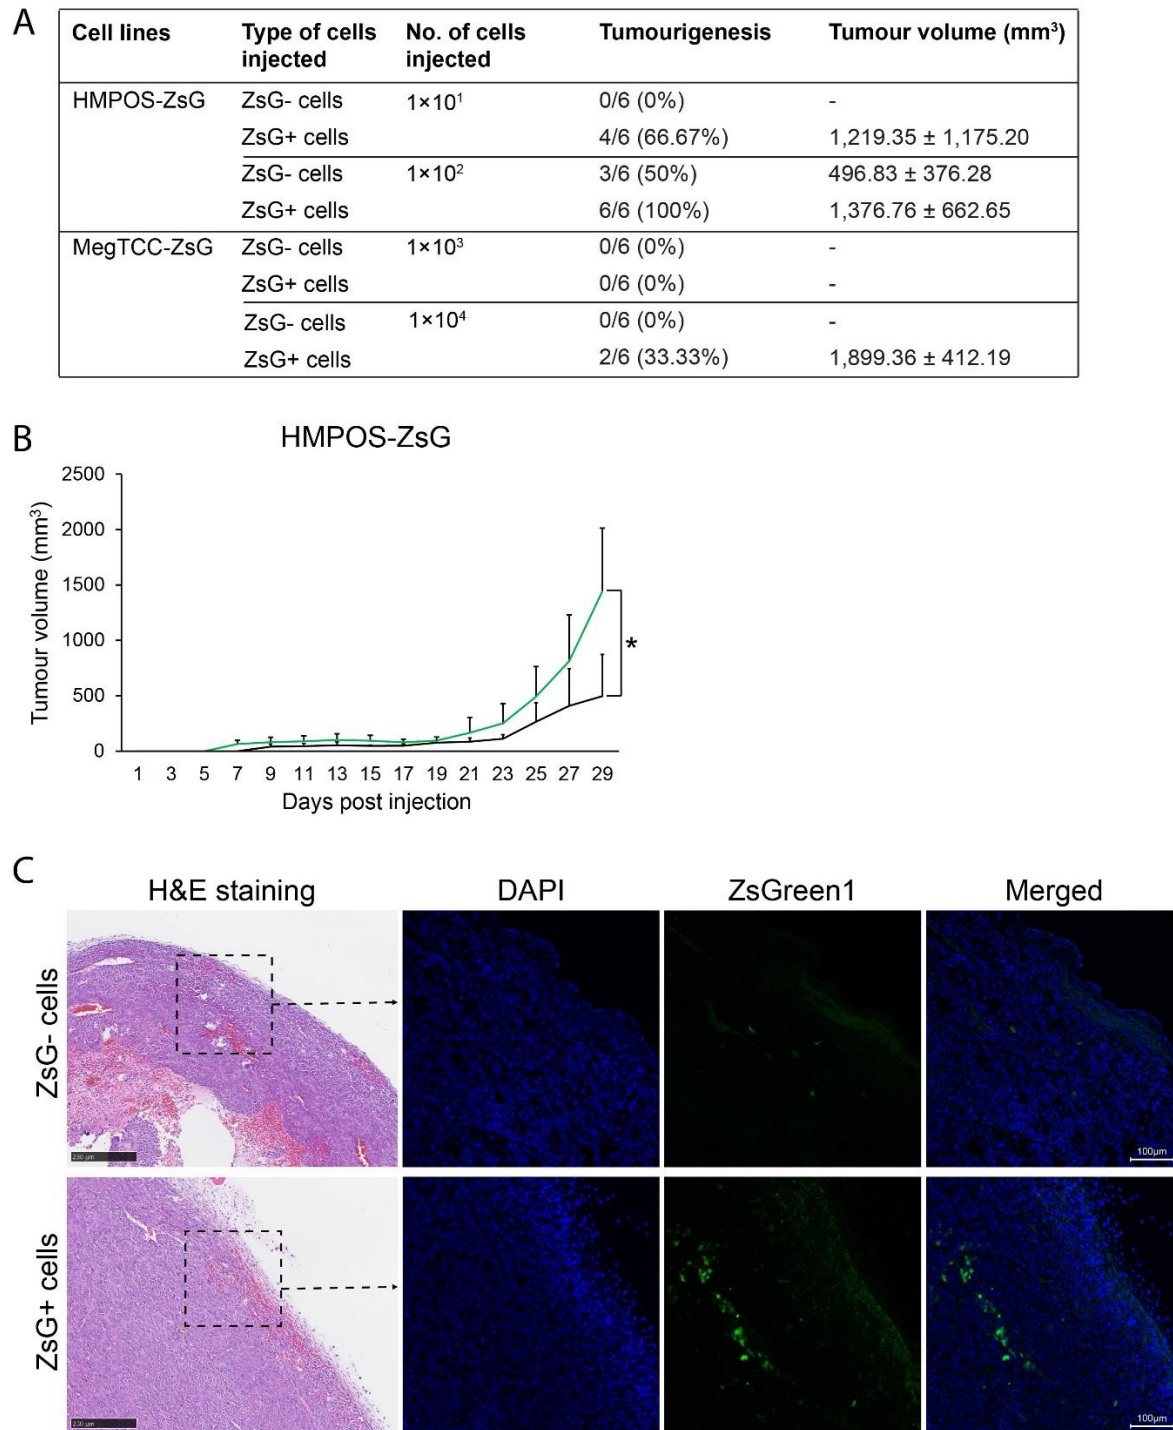 A
Cell lines Type of cells injected No. of cells injected Tumourigenesis Tumour volume (mm³)
HMPOS-ZsG ZsG- cells 1×10¹ 0/6 (0%) -
ZsG+ cells 4/6 (66.67%) 1,219.35 ± 1,175.20
ZsG- cells 1×10² 3/6 (50%) 496.83 ± 376.28
ZsG+ cells 6/6 (100%) 1,376.76 ± 662.65
MegTCC-ZsG ZsG- cells 1×10³ 0/6 (0%) -
ZsG+ cells 0/6 (0%) -
ZsG- cells 1×10⁴ 0/6 (0%) -
ZsG+ cells 2/6 (33.33%) 1,899.36 ± 412.19
B
HMPOS-ZsG
Tumour volume (mm³)
2500
2000
1500
1000
500
0
*
1 3 5 7 9 11 13 15 17 19 21 23 25 27 29
Days post injection
C
H&E staining DAPI ZsGreen1 Merged
ZsG- cells
100μm
ZsG+ cells
100μm